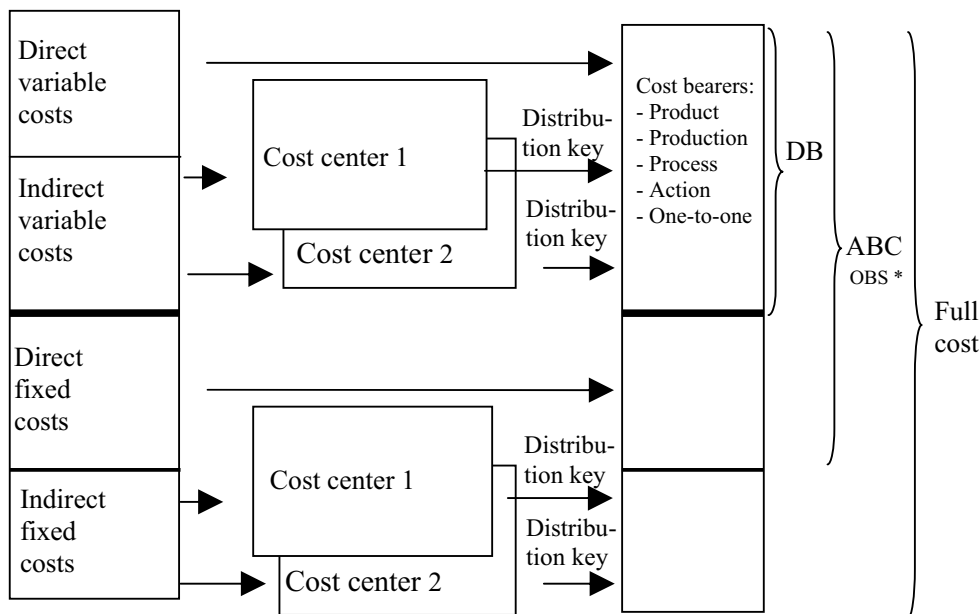 Direct
variable
costs
Indirect
variable
costs
Direct
fixed
costs
Indirect
fixed
costs
Cost center 1
Cost center 2
Distribu-
tion key
Distribu-
tion key
Cost center 1
Cost center 2
Distribu-
tion key
Distribu-
tion key
Cost bearers:
- Product
- Production
- Process
- Action
- One-to-one
DB
ABC
OBS *
Full
cost